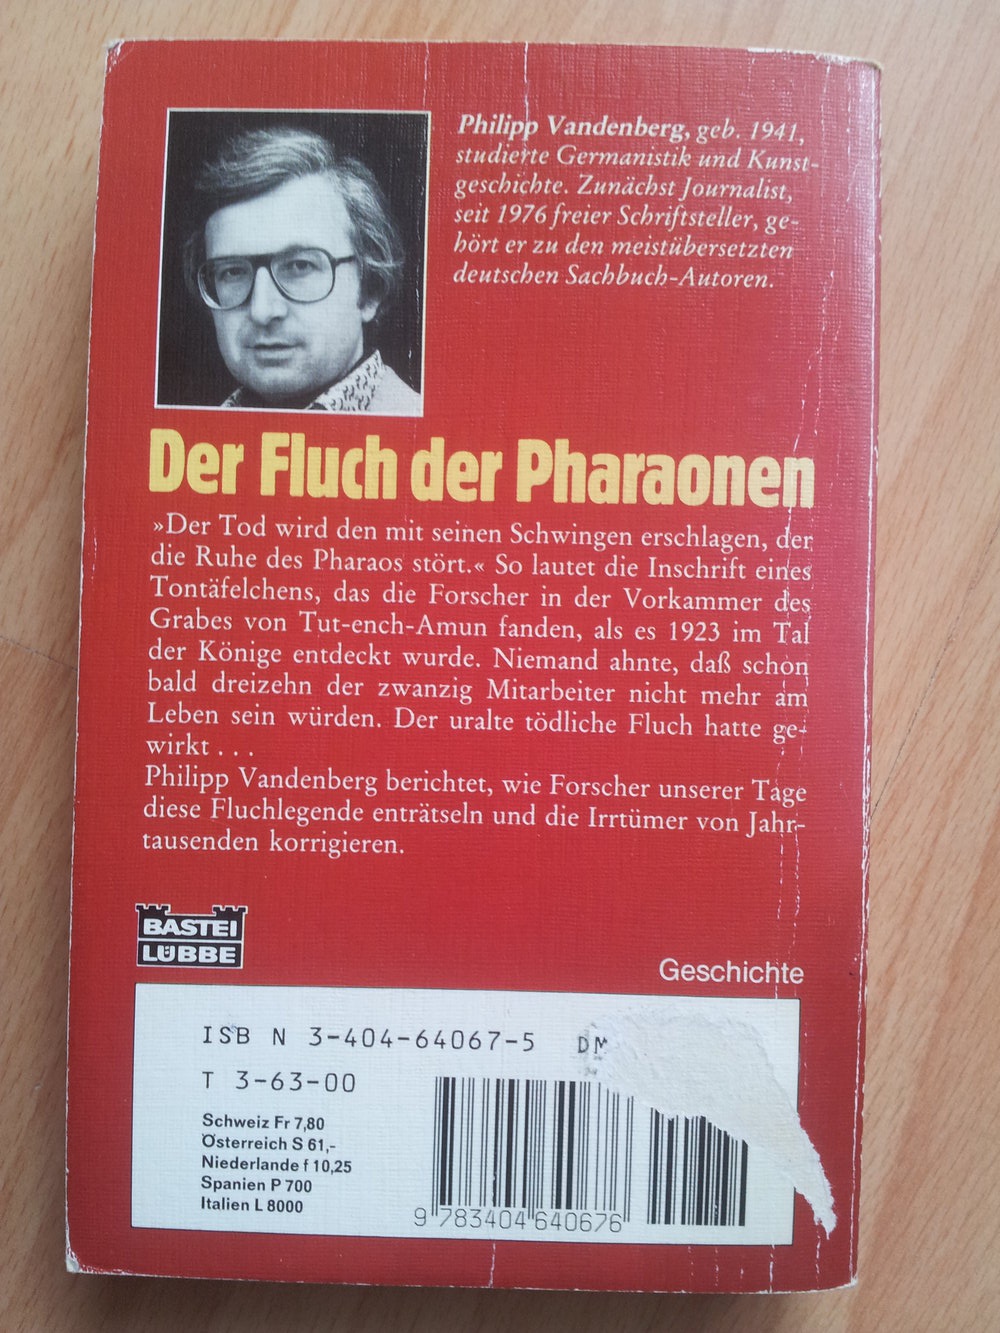 Philipp Vandenberg, geb. 1941,
studierte Germanistik und Kunst-
geschichte. Zunächst Journalist,
seit 1976 freier Schriftsteller, ge-
hört er zu den meistübersetzten
deutschen Sachbuch-Autoren.
Der Fluch der Pharaonen
»Der Tod wird den mit seinen Schwingen erschlagen, der
die Ruhe des Pharaos stört.« So lautet die Inschrift eines
Tontäfelchens, das die Forscher in der Vorkammer des
Grabes von Tut-ench-Amun fanden, als es 1923 im Tal
der Könige entdeckt wurde. Niemand ahnte, daß schon
bald dreizehn der zwanzig Mitarbeiter nicht mehr am
Leben sein würden. Der uralte tödliche Fluch hatte ge-
wirkt . . .
Philipp Vandenberg berichtet, wie Forscher unserer Tage
diese Fluchlegende enträtseln und die Irrtümer von Jahr-
tausenden korrigieren.
BASTEI
LÜBBE
Geschichte
ISB N 3-404-64067-5 DM
T 3-63-00
Schweiz Fr 7,80
Österreich S 61,-
Niederlande f 10,25
Spanien P 700
Italien L 8000
9 783404 640676